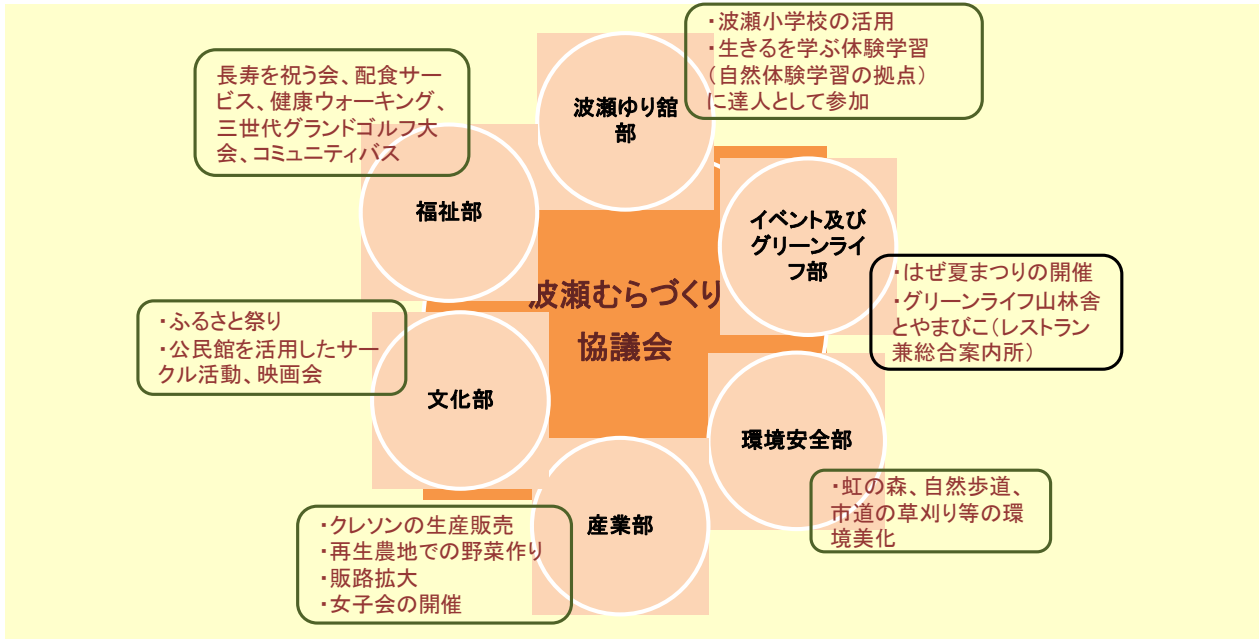 ・波瀬小学校の活用
・生きるを学ぶ体験学習
（自然体験学習の拠点）
に達人として参加
波瀬ゆり舘
部
長寿を祝う会、配食サー
ビス、健康ウォーキング、
三世代グランドゴルフ大
会、コミュニティバス
福祉部
イベント及び
グリーンライ
フ部
・はぜ夏まつりの開催
・グリーンライフ山林舎
とやまびこ（レストラン
兼総合案内所）
波瀬むらづくり
協議会
・ふるさと祭り
・公民館を活用したサー
クル活動、映画会
文化部
環境安全部
・虹の森、自然歩道、
市道の草刈り等の環
境美化
産業部
・クレソンの生産販売
・再生農地での野菜作り
・販路拡大
・女子会の開催